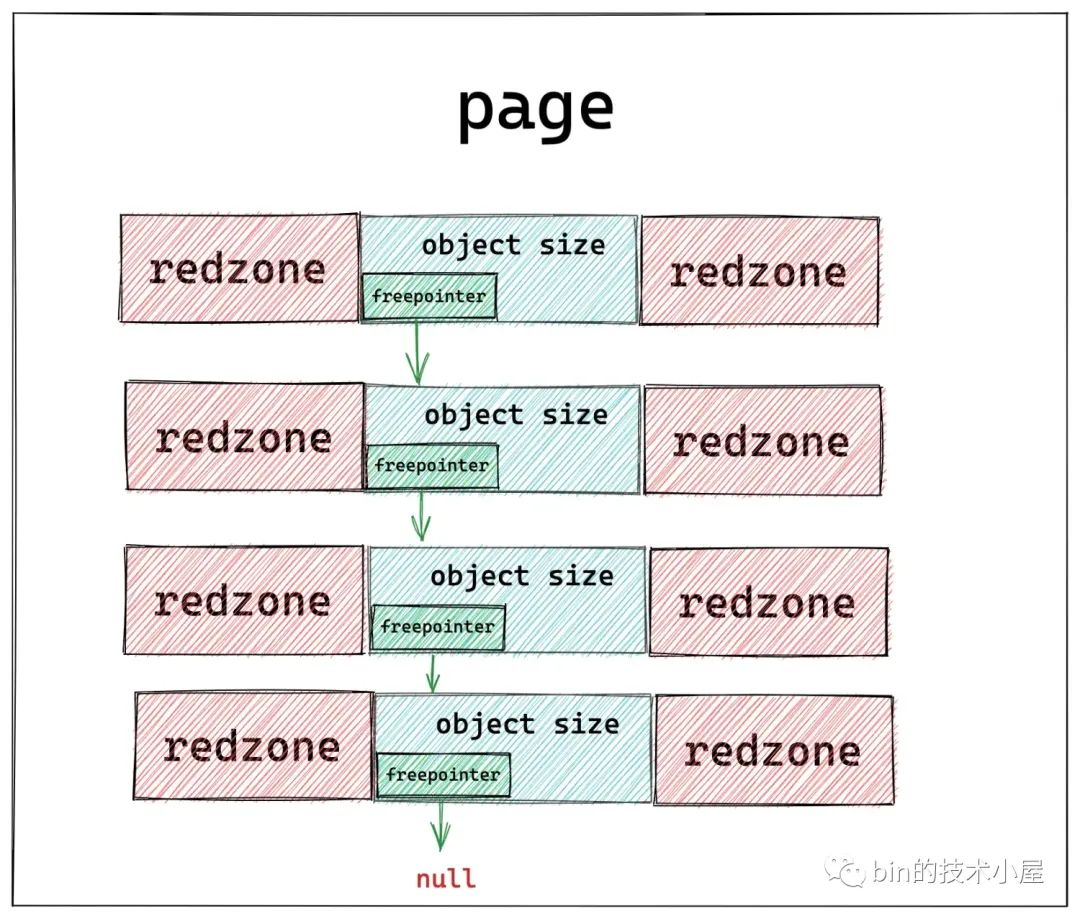 page
redzone
object size
freepointer
redzone
redzone
object size
freepointer
redzone
redzone
object size
freepointer
redzone
redzone
object size
freepointer
redzone
null
bin的技术小屋